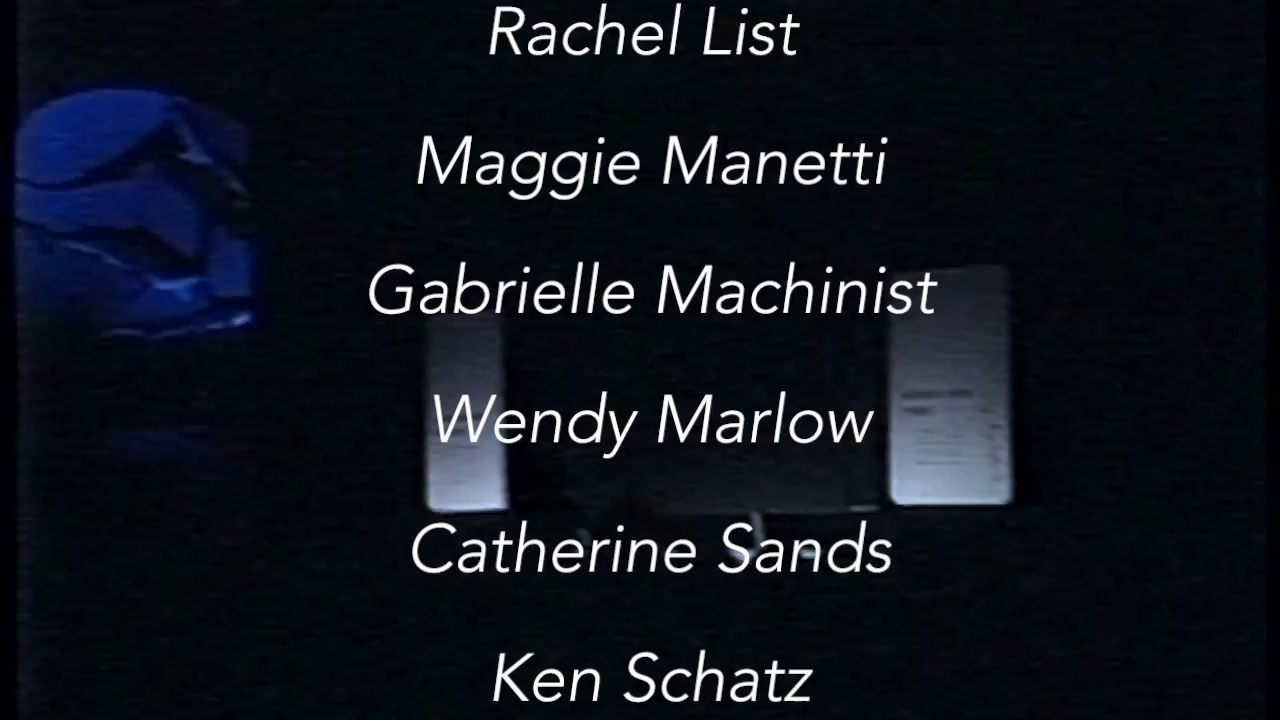 Rachel List
Maggie Manetti
Gabrielle Machinist
Wendy Marlow
Catherine Sands
Ken Schatz